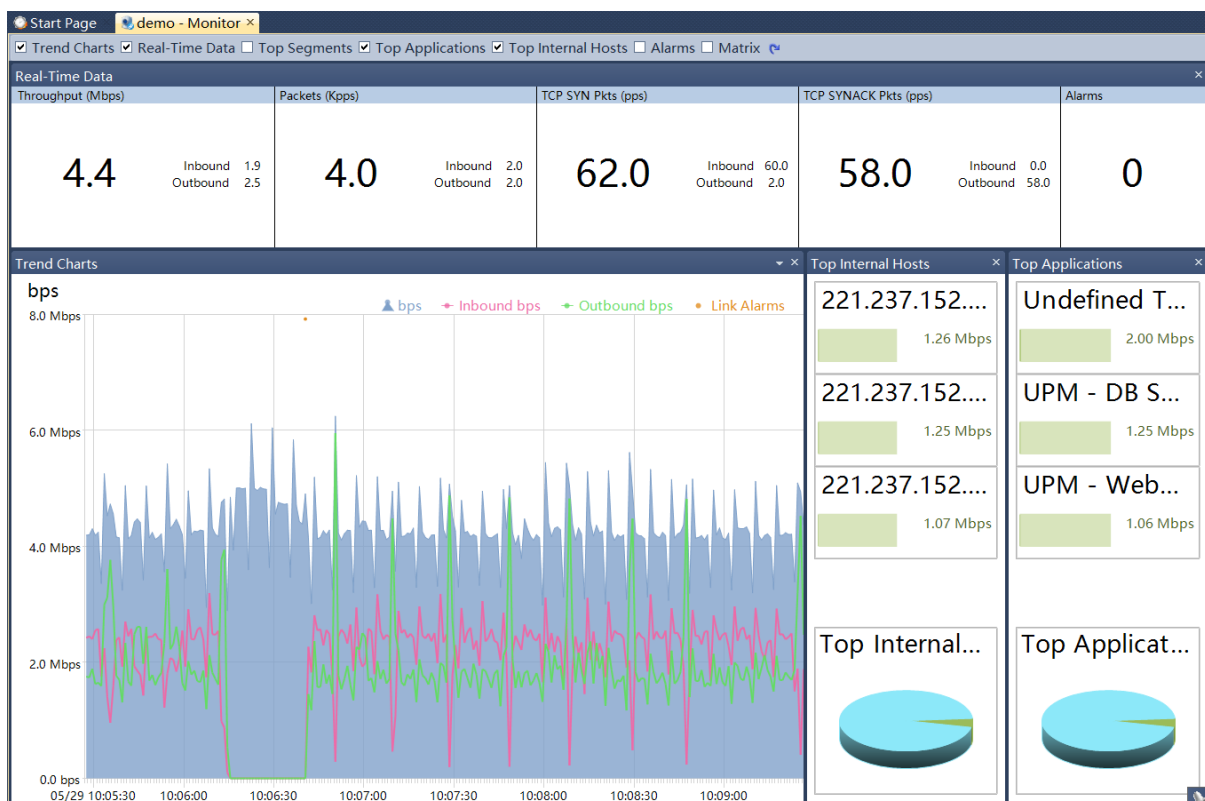 Start Page demo - Monitor ×
Trend Charts Real-Time Data Top Segments Top Applications Top Internal Hosts Alarms Matrix
Real-Time Data
Throughput (Mbps) Packets (Kpps) TCP SYN Pkts (pps) TCP SYNACK Pkts (pps) Alarms
4.4 Inbound 1.9
Outbound 2.5
4.0 Inbound 2.0
Outbound 2.0
62.0 Inbound 60.0
Outbound 2.0
58.0 Inbound 0.0
Outbound 58.0
0
Trend Charts
bps
bps Inbound bps Outbound bps Link Alarms
8.0 Mbps
6.0 Mbps
4.0 Mbps
2.0 Mbps
0.0 bps
05/29 10:05:30 10:06:00 10:06:30 10:07:00 10:07:30 10:08:00 10:08:30 10:09:00
Top Internal Hosts
221.237.152....
1.26 Mbps
221.237.152....
1.25 Mbps
221.237.152....
1.07 Mbps
Top Internal...
Top Applications
Undefined T...
2.00 Mbps
UPM - DB S...
1.25 Mbps
UPM - Web...
1.06 Mbps
Top Applicat...